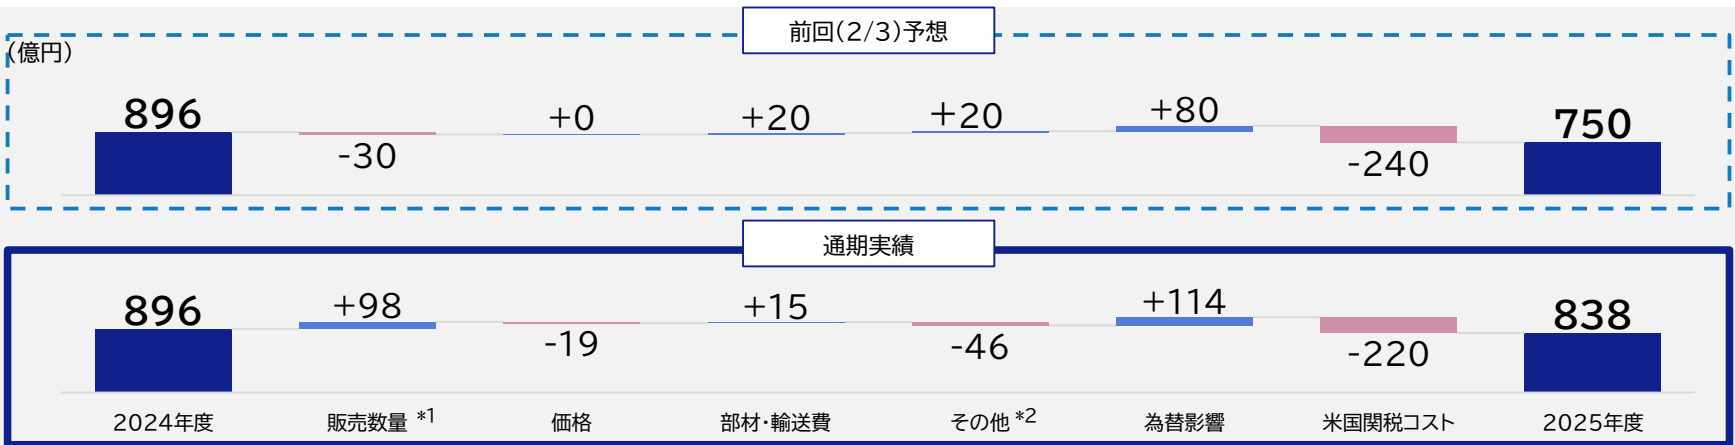 前回(2/3)予想
(億円)
896 -30 +0 +20 +20 +80 -240 750
通期実績
896 +98 -19 +15 -46 +114 -220 838
2024年度 販売数量 *1 価格 部材・輸送費 その他 *2 為替影響 米国関税コスト 2025年度